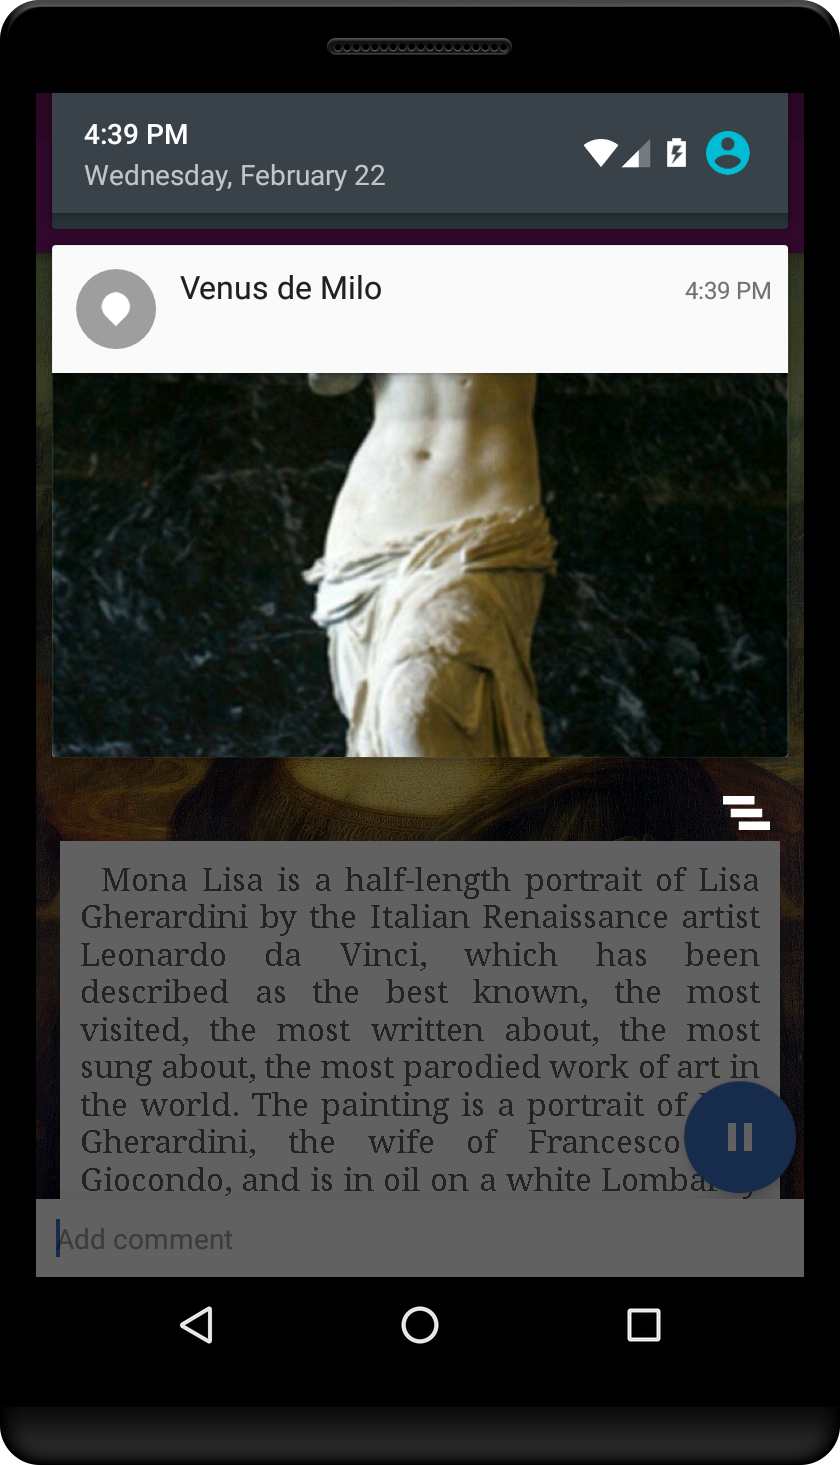 4:39 PM
Wednesday, February 22
Venus de Milo
4:39 PM
Mona Lisa is a half-length portrait of Lisa
Gherardini by the Italian Renaissance artist
Leonardo da Vinci, which has been
described as the best known, the most
visited, the most written about, the most
sung about, the most parodied work of art in
the world. The painting is a portrait of
Gherardini, the wife of Francesco
Giocondo, and is in oil on a white
Add comment